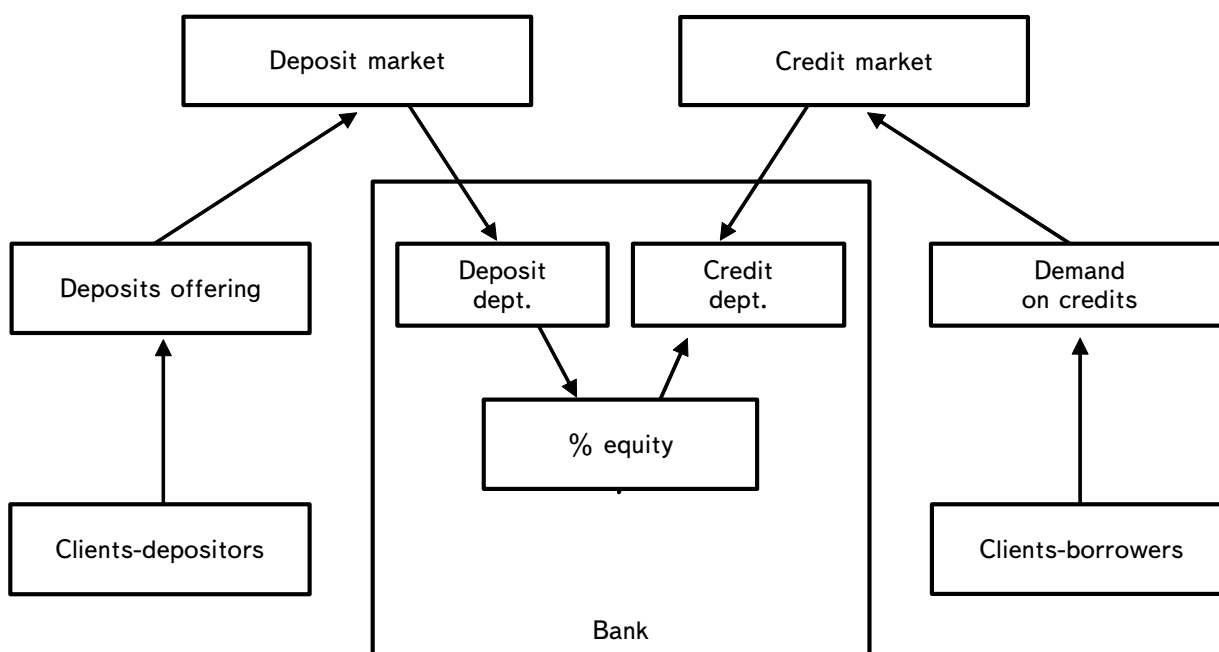 Deposit market
Credit market
Deposits offering
Deposit
dept.
Credit
dept.
Demand
on credits
% equity
Clients-depositors
Clients-borrowers
Bank